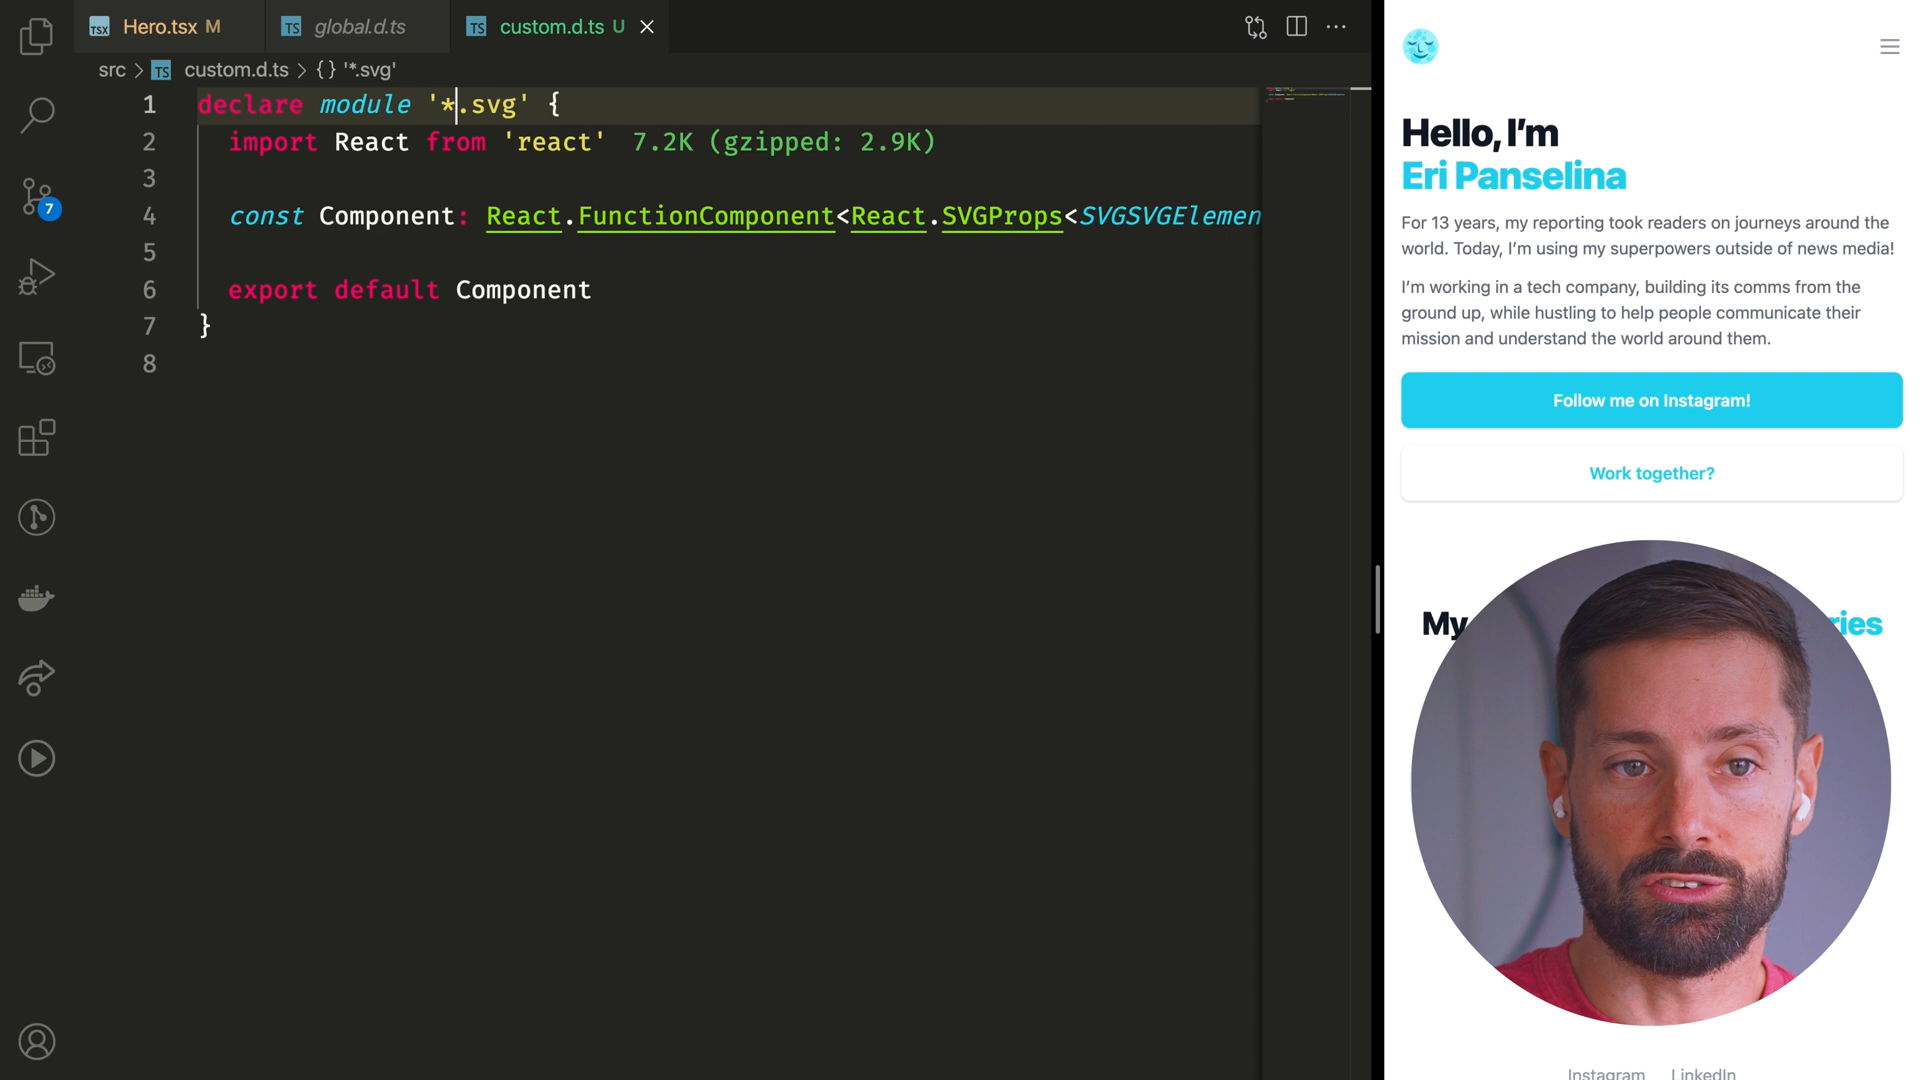 TSX Hero.tsx M
TS global.d.ts
TS custom.d.ts U
src > TS custom.d.ts > {} '*.svg'
1 declare module '*.svg' {
2 import React from 'react' 7.2K (gzipped: 2.9K)
3
4 const Component: React.FunctionComponent<React.SVGProps<SVGSVGElemen
5
6 export default Component
7 }
8
7
Hello, I’m
Eri Panselina
For 13 years, my reporting took readers on journeys around the
world. Today, I’m using my superpowers outside of news media!
I’m working in a tech company, building its comms from the
ground up, while hustling to help people communicate their
mission and understand the world around them.
Follow me on Instagram!
Work together?
My ries
Instagram LinkedIn